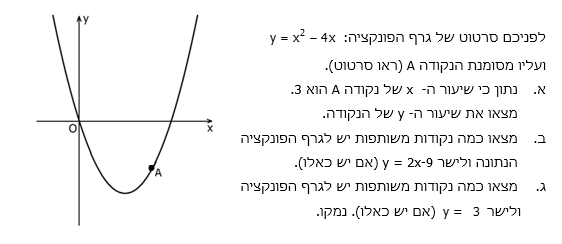 לפניכם סרטוט של גרף הפונקציה: y = x² – 4x
ועליו מסומנת הנקודה A (ראו סרטוט).
א. נתון כי שיעור ה- x של נקודה A הוא 3.
מצאו את שיעור ה- y של הנקודה.
ב. מצאו כמה נקודות משותפות יש לגרף הפונקציה
הנתונה ולישר y = 2x-9 (אם יש כאלו).
ג. מצאו כמה נקודות משותפות יש לגרף הפונקציה
ולישר y = 3 (אם יש כאלו). נמקו.
y
O
x
A